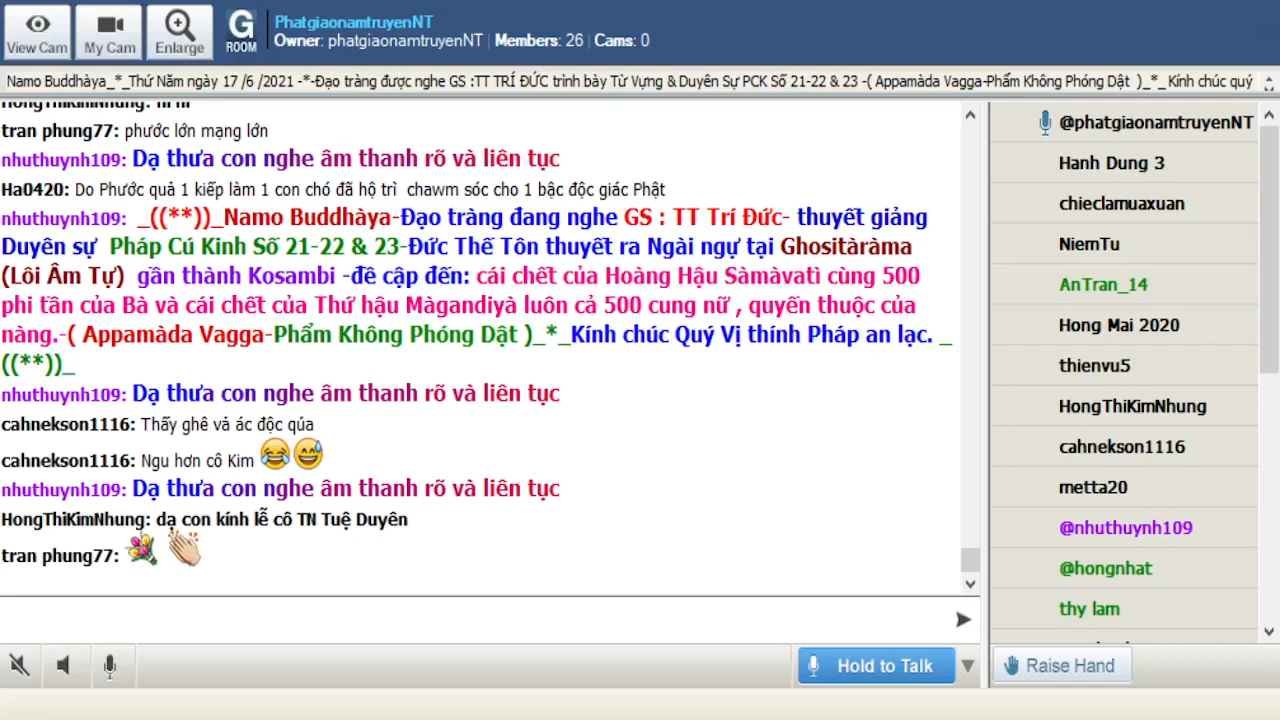 PhatgiaonamtruyenNT
View Cam
My Cam
Enlarge
G ROOM
Owner: phatgiaonamtruyenNT | Members: 26 | Cams: 0
Namo Buddhàya_*_Thứ Năm ngày 17 /6 /2021 -*-Đạo tràng được nghe GS :TT TRÍ ĐỨC trình bày Từ Vựng & Duyên Sự PCK Số 21-22 & 23 -( Appamàda Vagga-Phẩm Không Phóng Dật )_*_Kính chúc quý
HongThiKimNhung: hi hi
tran phung77: phước lớn mạng lớn
nhuthuynh109: Dạ thưa con nghe âm thanh rõ và liên tục
Ha0420: Do Phước quả 1 kiếp làm 1 con chó đã hộ trì chawm sóc cho 1 bậc độc giác Phật
nhuthuynh109: _((**))_Namo Buddhàya-Đạo tràng đang nghe GS : TT Trí Đức- thuyết giảng
Duyên sự Pháp Cú Kinh Số 21-22 & 23-Đức Thế Tôn thuyết ra Ngài ngự tại Ghositàràma
(Lôi Âm Tự) gần thành Kosambi -đề cập đến: cái chết của Hoàng Hậu Sàmàvatì cùng 500
phi tần của Bà và cái chết của Thứ hậu Màgandiyà luôn cả 500 cung nữ , quyến thuộc của
nàng.-( Appamàda Vagga-Phẩm Không Phóng Dật )_*_Kính chúc Quý Vị thính Pháp an lạc. _
((**))_
nhuthuynh109: Dạ thưa con nghe âm thanh rõ và liên tục
cahnekson1116: Thấy ghê vả ác độc qúa
cahnekson1116: Ngu hơn cô Kim
nhuthuynh109: Dạ thưa con nghe âm thanh rõ và liên tục
HongThiKimNhung: dạ con kính lễ cô TN Tuệ Duyên
tran phung77:
@phatgiaonamtruyenNT
Hanh Dung 3
chieclamuaxuan
NiemTu
AnTran_14
Hong Mai 2020
thienvu5
HongThiKimNhung
cahnekson1116
metta20
@nhuthuynh109
@hongnhat
thy lam
Hold to Talk
Raise Hand